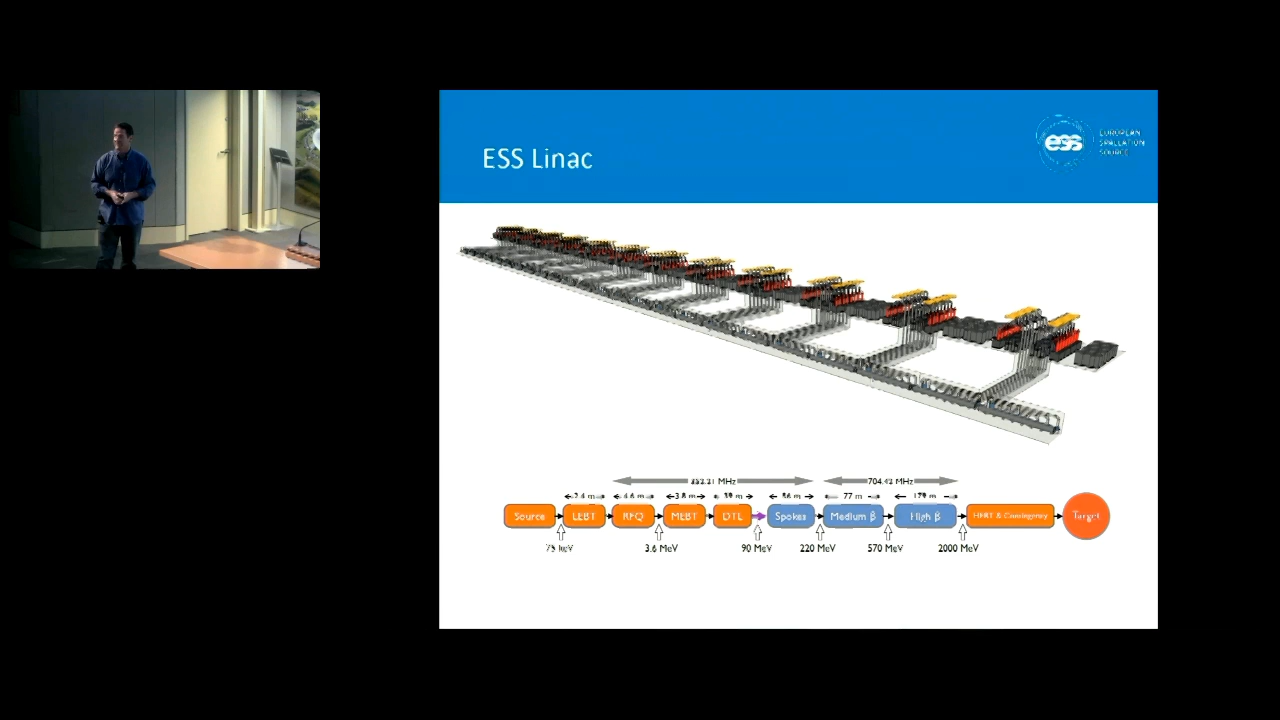 ESS Linac
ess
EUROPEAN
SPALLATION
SOURCE
352.21 MHz 704.42 MHz
2.4 m 4.6 m 3.8 m 39 m 56 m 77 m 179 m
Source LEBT RFQ MEBT DTL Spokes Medium β High β HEBT & Contingency Target
75 keV 3.6 MeV 90 MeV 220 MeV 570 MeV 2000 MeV